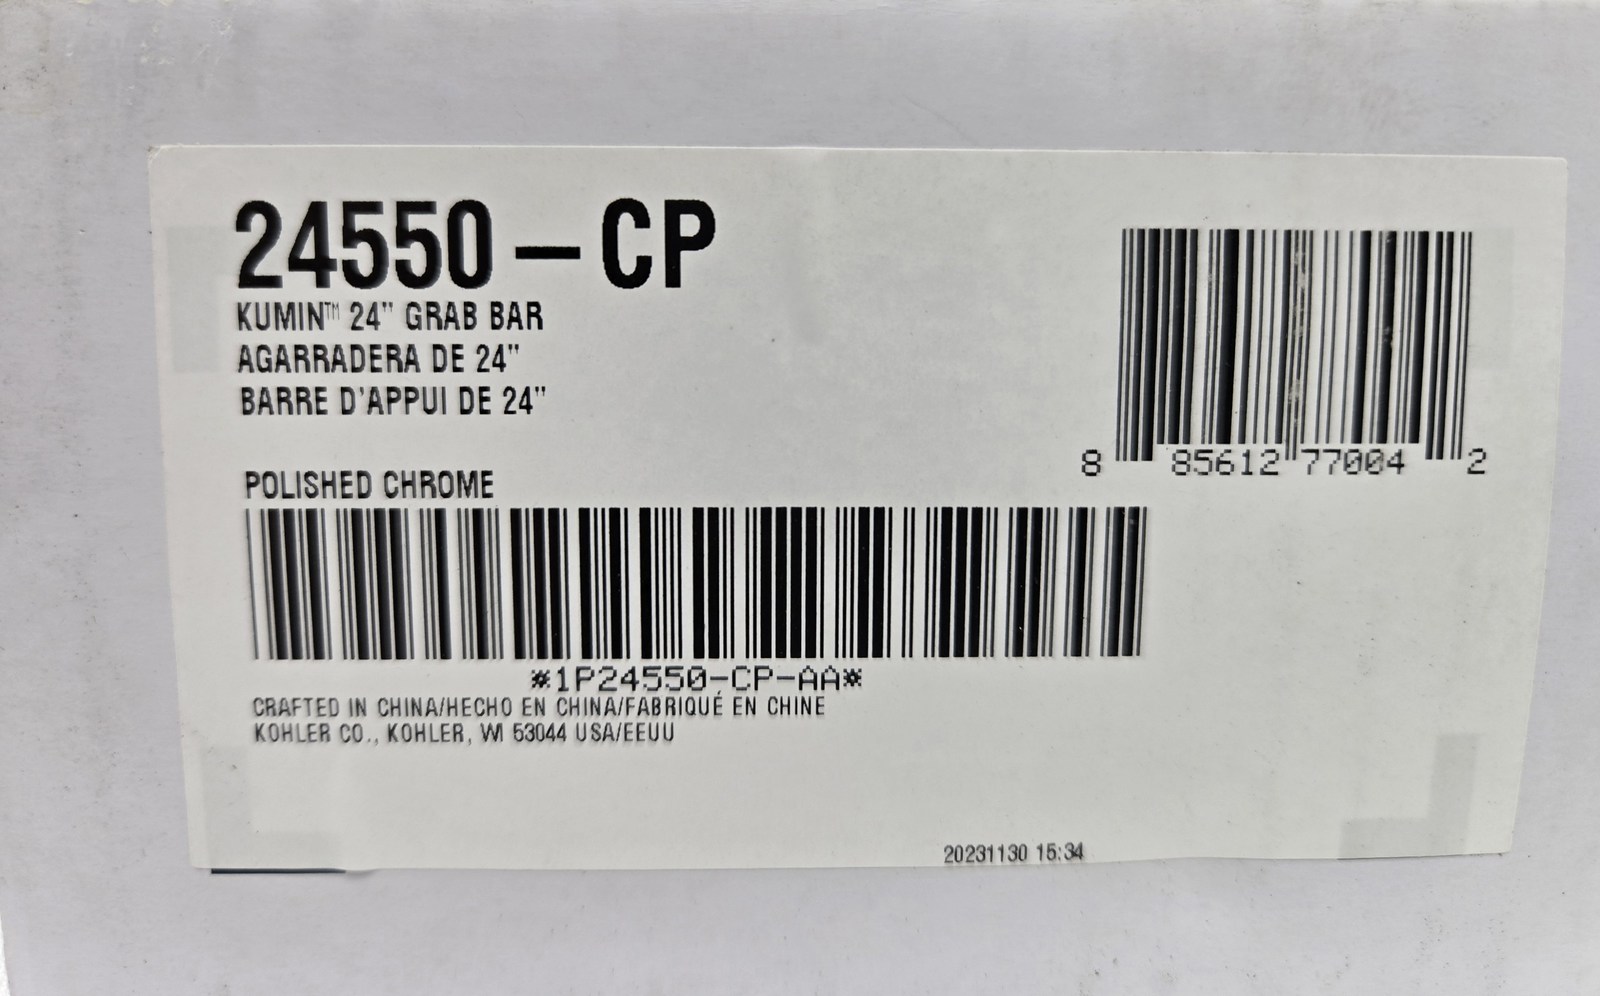 24550-CP
KUMIN™ 24" GRAB BAR
AGARRADERA DE 24"
BARRE D'APPUI DE 24"
8 85612 77004 2
POLISHED CHROME
*1P24550-CP-AA*
CRAFTED IN CHINA/HECHO EN CHINA/FABRIQUÉ EN CHINE
KOHLER CO., KOHLER, WI 53044 USA/EEUU
20231130 15:34